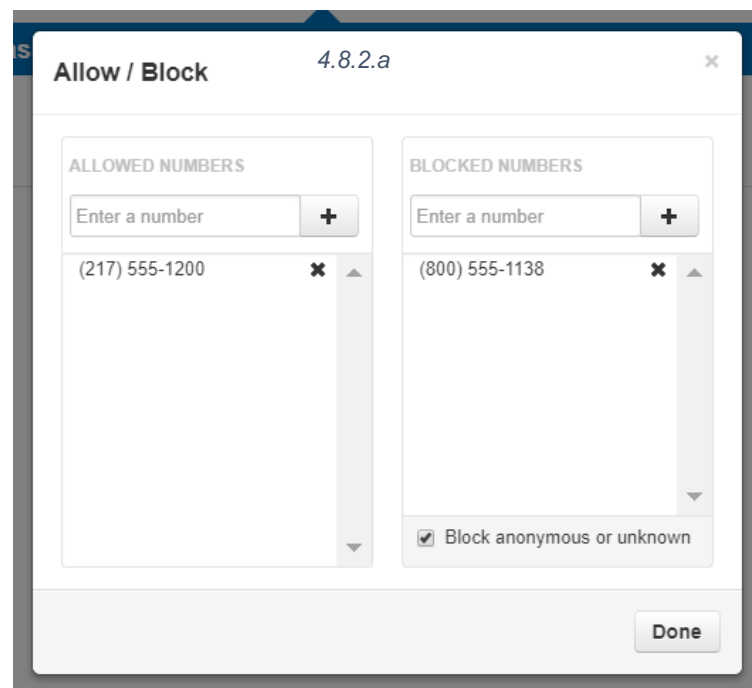 as
Allow / Block
4.8.2.a
×
ALLOWED NUMBERS
Enter a number
+
(217) 555-1200 ✖
BLOCKED NUMBERS
Enter a number
+
(800) 555-1138 ✖
Block anonymous or unknown
Done